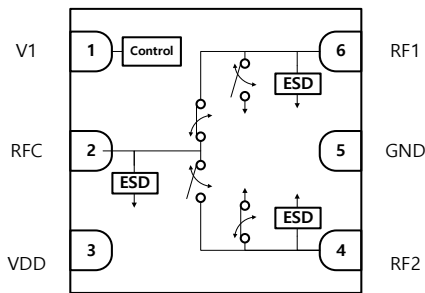 V1 1 Control 6 RF1
ESD
RFC 2 5 GND
ESD
ESD
VDD 3 4 RF2